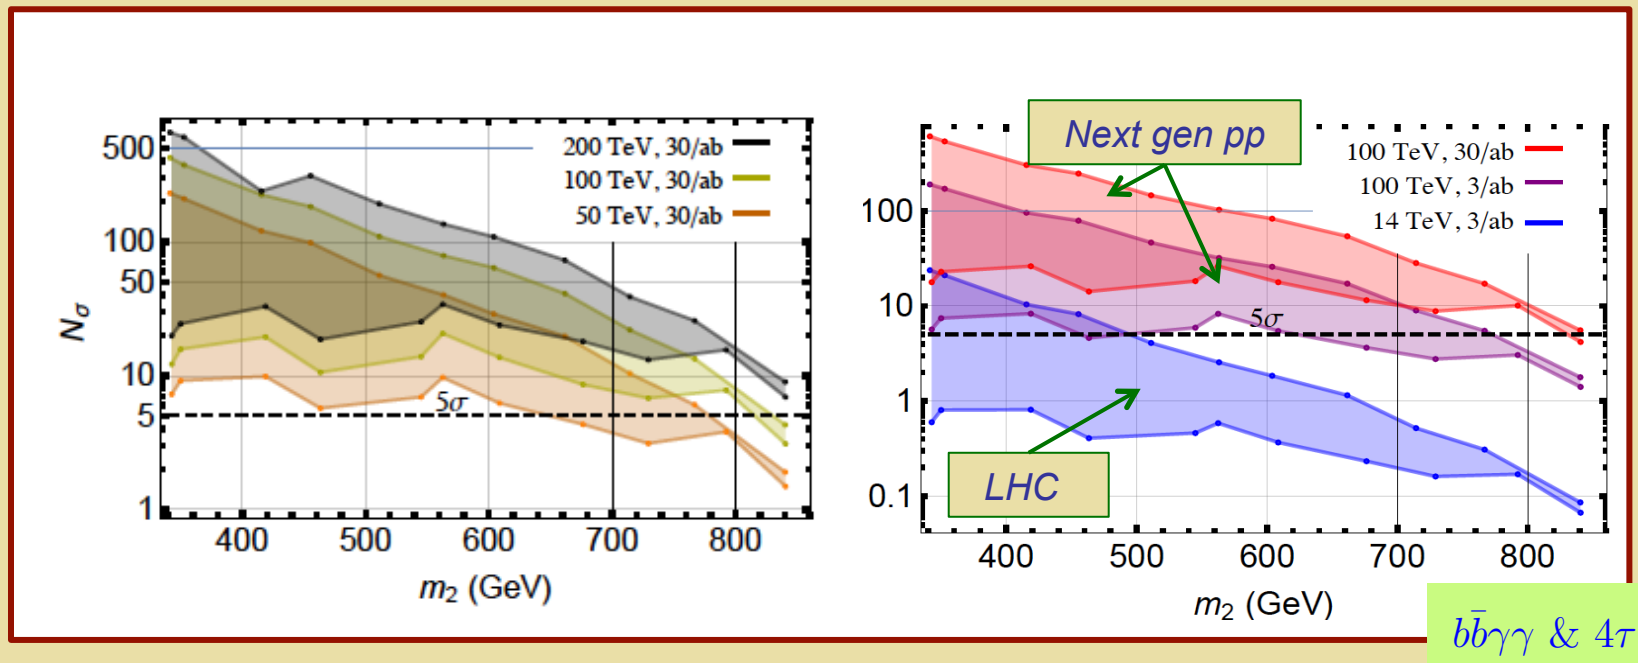 500
100
50
10
5
1
Nσ
200 TeV, 30/ab
100 TeV, 30/ab
50 TeV, 30/ab
5σ
400 500 600 700 800
m₂ (GeV)
Next gen pp
100 TeV, 30/ab
100 TeV, 3/ab
14 TeV, 3/ab
100
10
1
0.1
5σ
LHC
400 500 600 700 800
m₂ (GeV)
bb̄γγ & 4τ